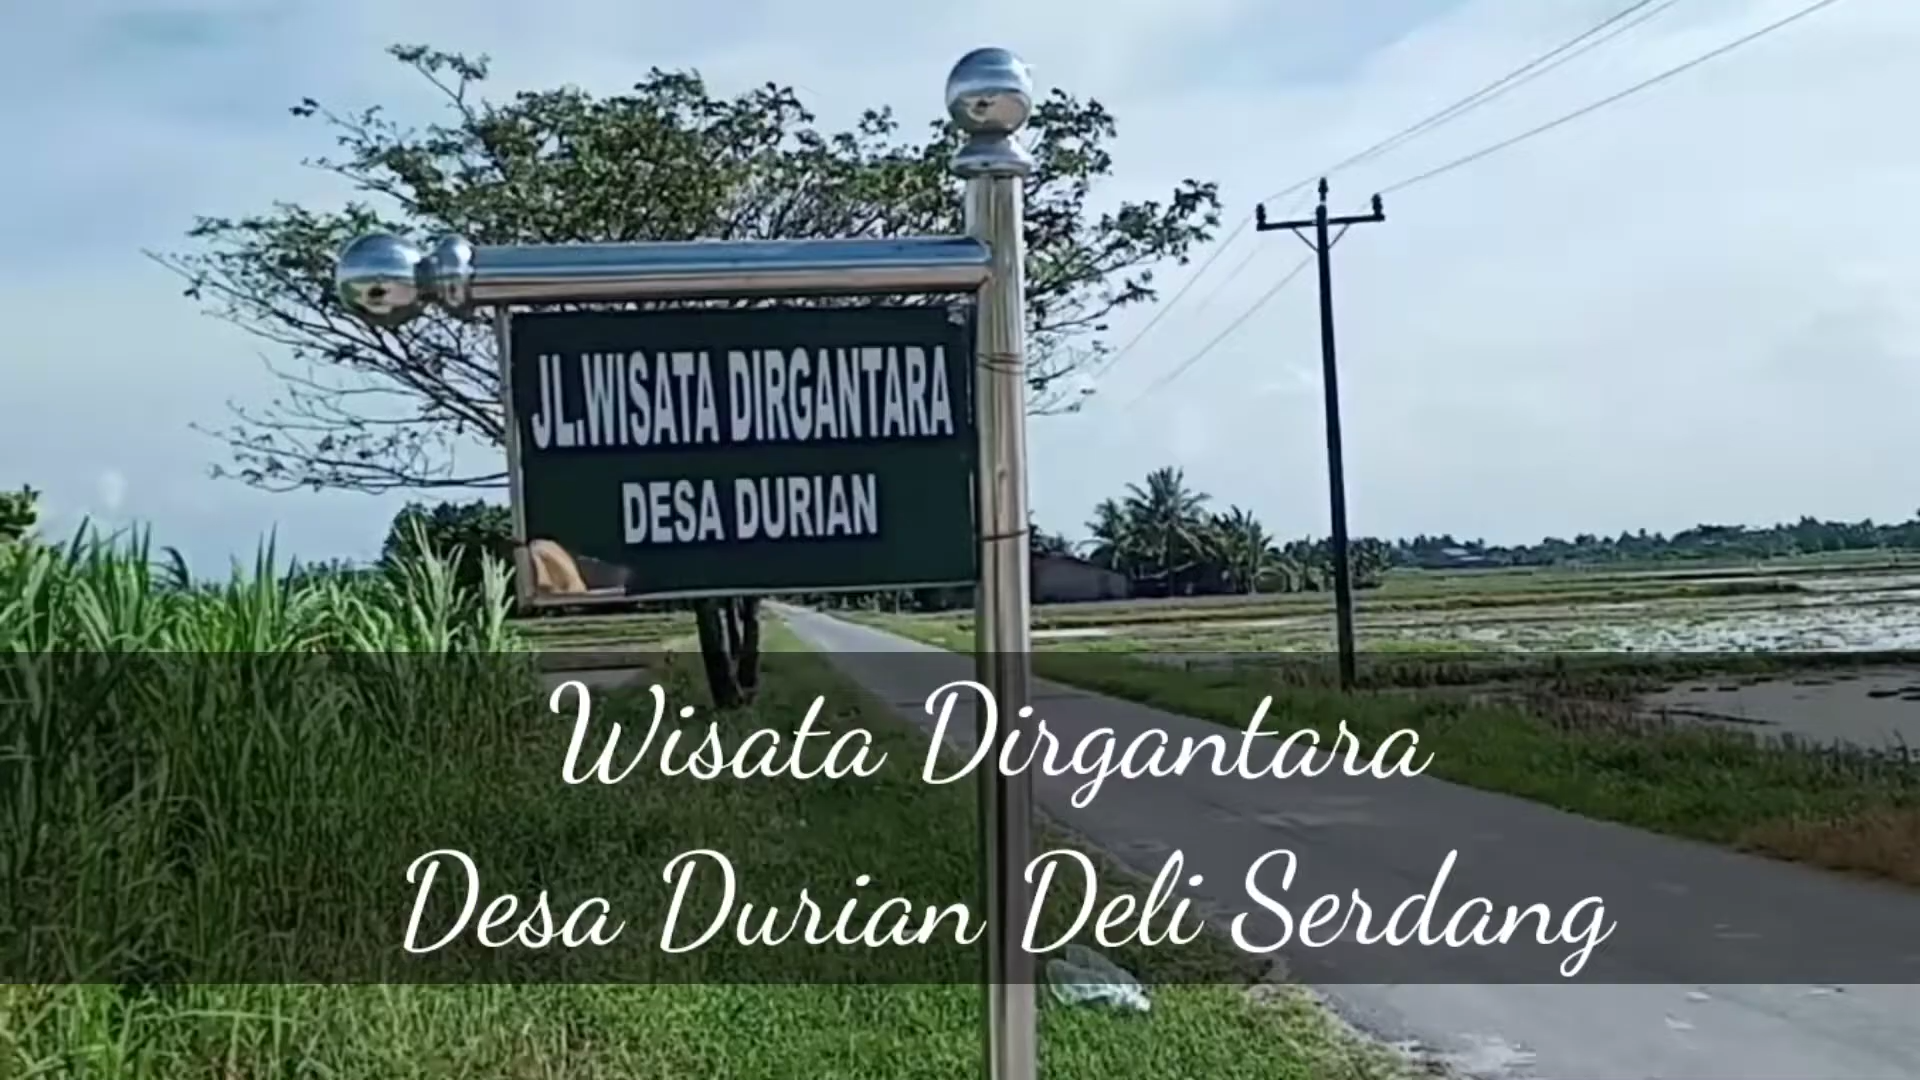 JL.WISATA DIRGANTARA
DESA DURIAN
Wisata Dirgantara
Desa Durian Deli Serdang